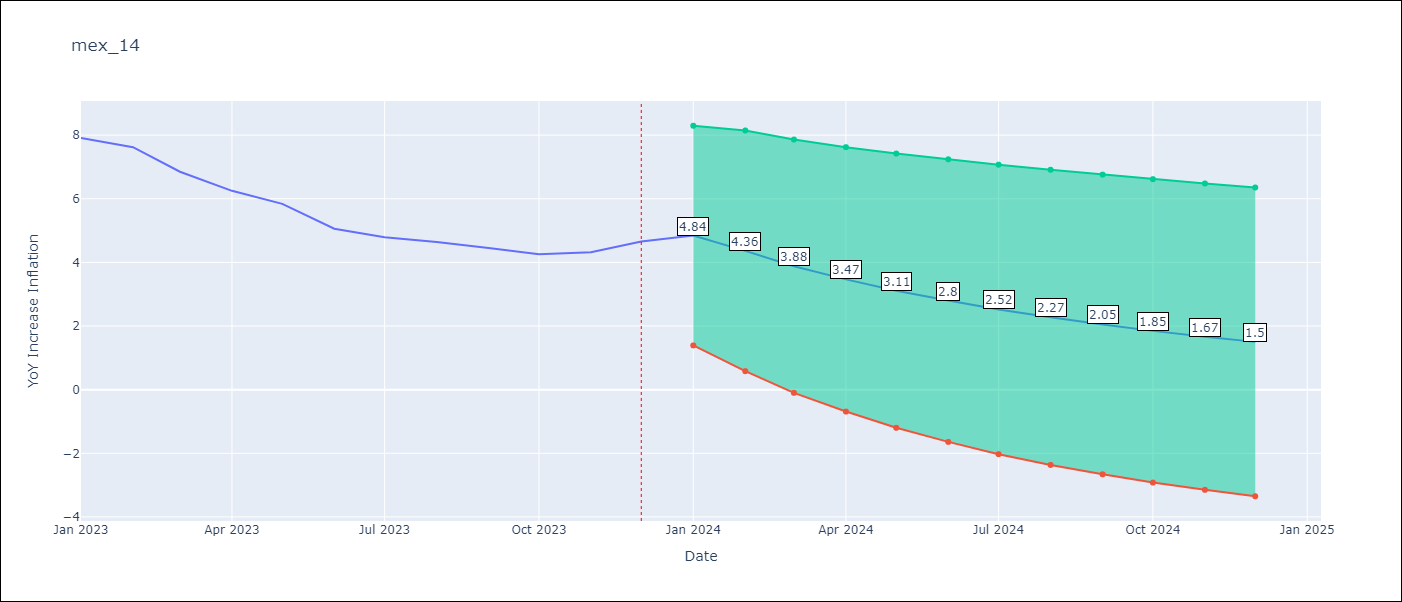 mex_14
YoY Increase Inflation
8
6
4
2
0
−2
−4
4.84
4.36
3.88
3.47
3.11
2.8
2.52
2.27
2.05
1.85
1.67
1.5
Jan 2023
Apr 2023
Jul 2023
Oct 2023
Jan 2024
Apr 2024
Jul 2024
Oct 2024
Jan 2025
Date